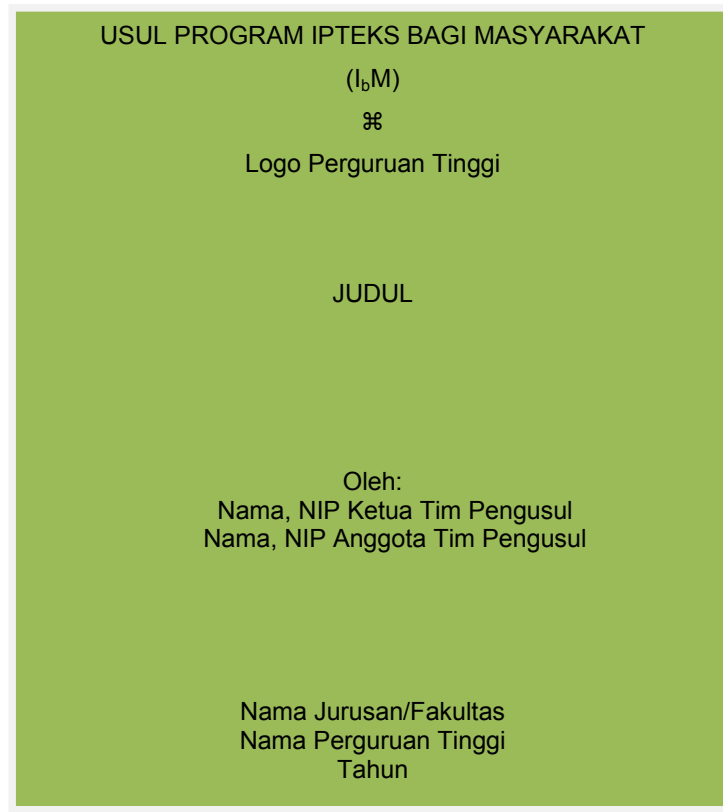 USUL PROGRAM IPTEKS BAGI MASYARAKAT
(IbM)
⌘
Logo Perguruan Tinggi
JUDUL
Oleh:
Nama, NIP Ketua Tim Pengusul
Nama, NIP Anggota Tim Pengusul
Nama Jurusan/Fakultas
Nama Perguruan Tinggi
Tahun